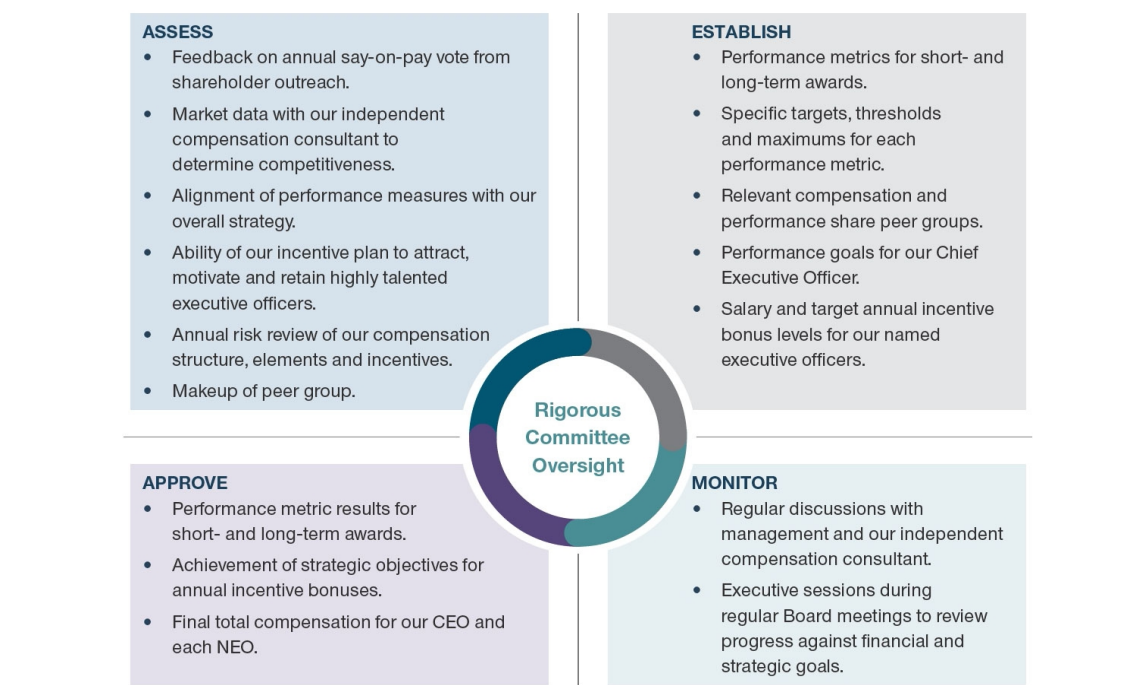 ASSESS
• Feedback on annual say-on-pay vote from
shareholder outreach.
• Market data with our independent
compensation consultant to
determine competitiveness.
• Alignment of performance measures with our
overall strategy.
• Ability of our incentive plan to attract,
motivate and retain highly talented
executive officers.
• Annual risk review of our compensation
structure, elements and incentives.
• Makeup of peer group.
ESTABLISH
• Performance metrics for short- and
long-term awards.
• Specific targets, thresholds
and maximums for each
performance metric.
• Relevant compensation and
performance share peer groups.
• Performance goals for our Chief
Executive Officer.
• Salary and target annual incentive
bonus levels for our named
executive officers.
Rigorous
Committee
Oversight
APPROVE
• Performance metric results for
short- and long-term awards.
• Achievement of strategic objectives for
annual incentive bonuses.
• Final total compensation for our CEO and
each NEO.
MONITOR
• Regular discussions with
management and our independent
compensation consultant.
• Executive sessions during
regular Board meetings to review
progress against financial and
strategic goals.